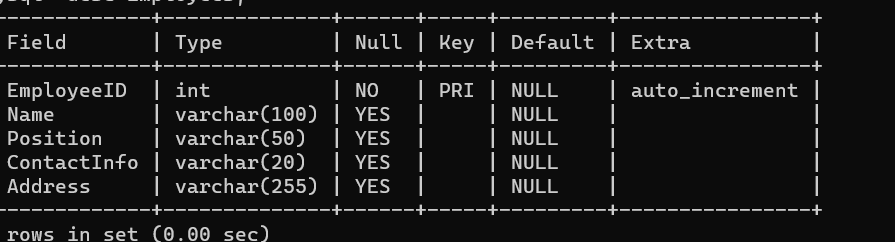 ------------+--------------+------+-----+---------+----------------+
Field       | Type         | Null | Key | Default | Extra          |
------------+--------------+------+-----+---------+----------------+
EmployeeID  | int          | NO   | PRI | NULL    | auto_increment |
Name        | varchar(100) | YES  |     | NULL    |                |
Position    | varchar(50)  | YES  |     | NULL    |                |
ContactInfo | varchar(20)  | YES  |     | NULL    |                |
Address     | varchar(255) | YES  |     | NULL    |                |
------------+--------------+------+-----+---------+----------------+
rows in set (0.00 sec)